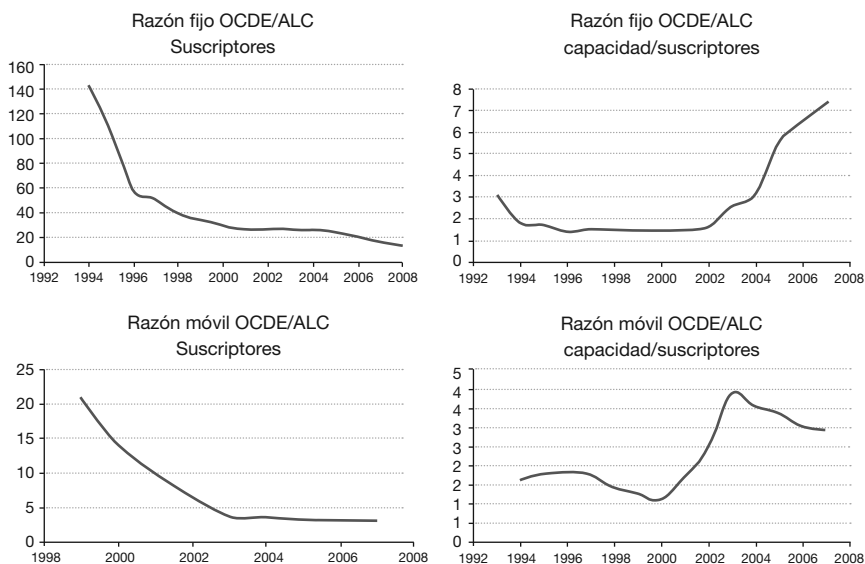 Razón fijo OCDE/ALC
Suscriptores
160
140
120
100
80
60
40
20
0
1992 1994 1996 1998 2000 2002 2004 2006 2008
Razón fijo OCDE/ALC
capacidad/suscriptores
8
7
6
5
4
3
2
1
0
1992 1994 1996 1998 2000 2002 2004 2006 2008
Razón móvil OCDE/ALC
Suscriptores
25
20
15
10
5
0
1998 2000 2002 2004 2006 2008
Razón móvil OCDE/ALC
capacidad/suscriptores
5
4
4
3
3
2
2
1
1
0
1992 1994 1996 1998 2000 2002 2004 2006 2008